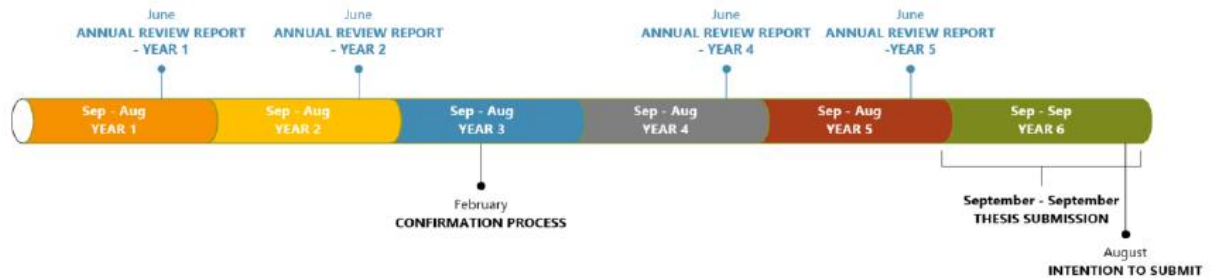 June
ANNUAL REVIEW REPORT
- YEAR 1
June
ANNUAL REVIEW REPORT
- YEAR 2
June
ANNUAL REVIEW REPORT
- YEAR 4
June
ANNUAL REVIEW REPORT
-YEAR 5
Sep - Aug
YEAR 1
Sep - Aug
YEAR 2
Sep - Aug
YEAR 3
Sep - Aug
YEAR 4
Sep - Aug
YEAR 5
Sep - Sep
YEAR 6
February
CONFIRMATION PROCESS
September - September
THESIS SUBMISSION
August
INTENTION TO SUBMIT